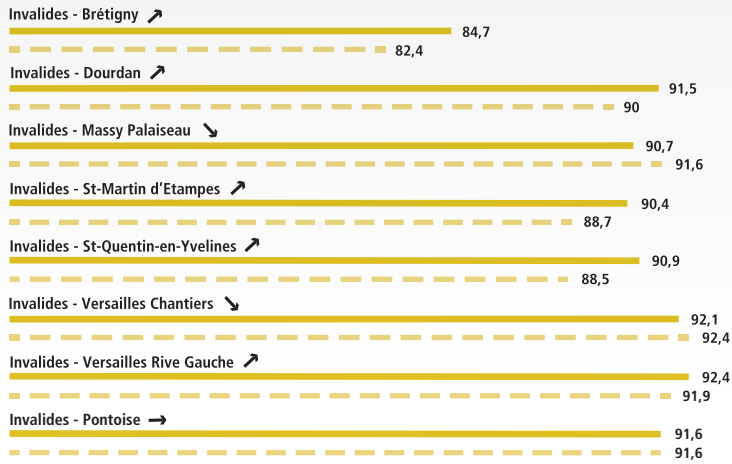 Invalides - Brétigny
84,7
82,4
Invalides - Dourdan
91,5
90
Invalides - Massy Palaiseau
90,7
91,6
Invalides - St-Martin d’Etampes
90,4
88,7
Invalides - St-Quentin-en-Yvelines
90,9
88,5
Invalides - Versailles Chantiers
92,1
92,4
Invalides - Versailles Rive Gauche
92,4
91,9
Invalides - Pontoise
91,6
91,6